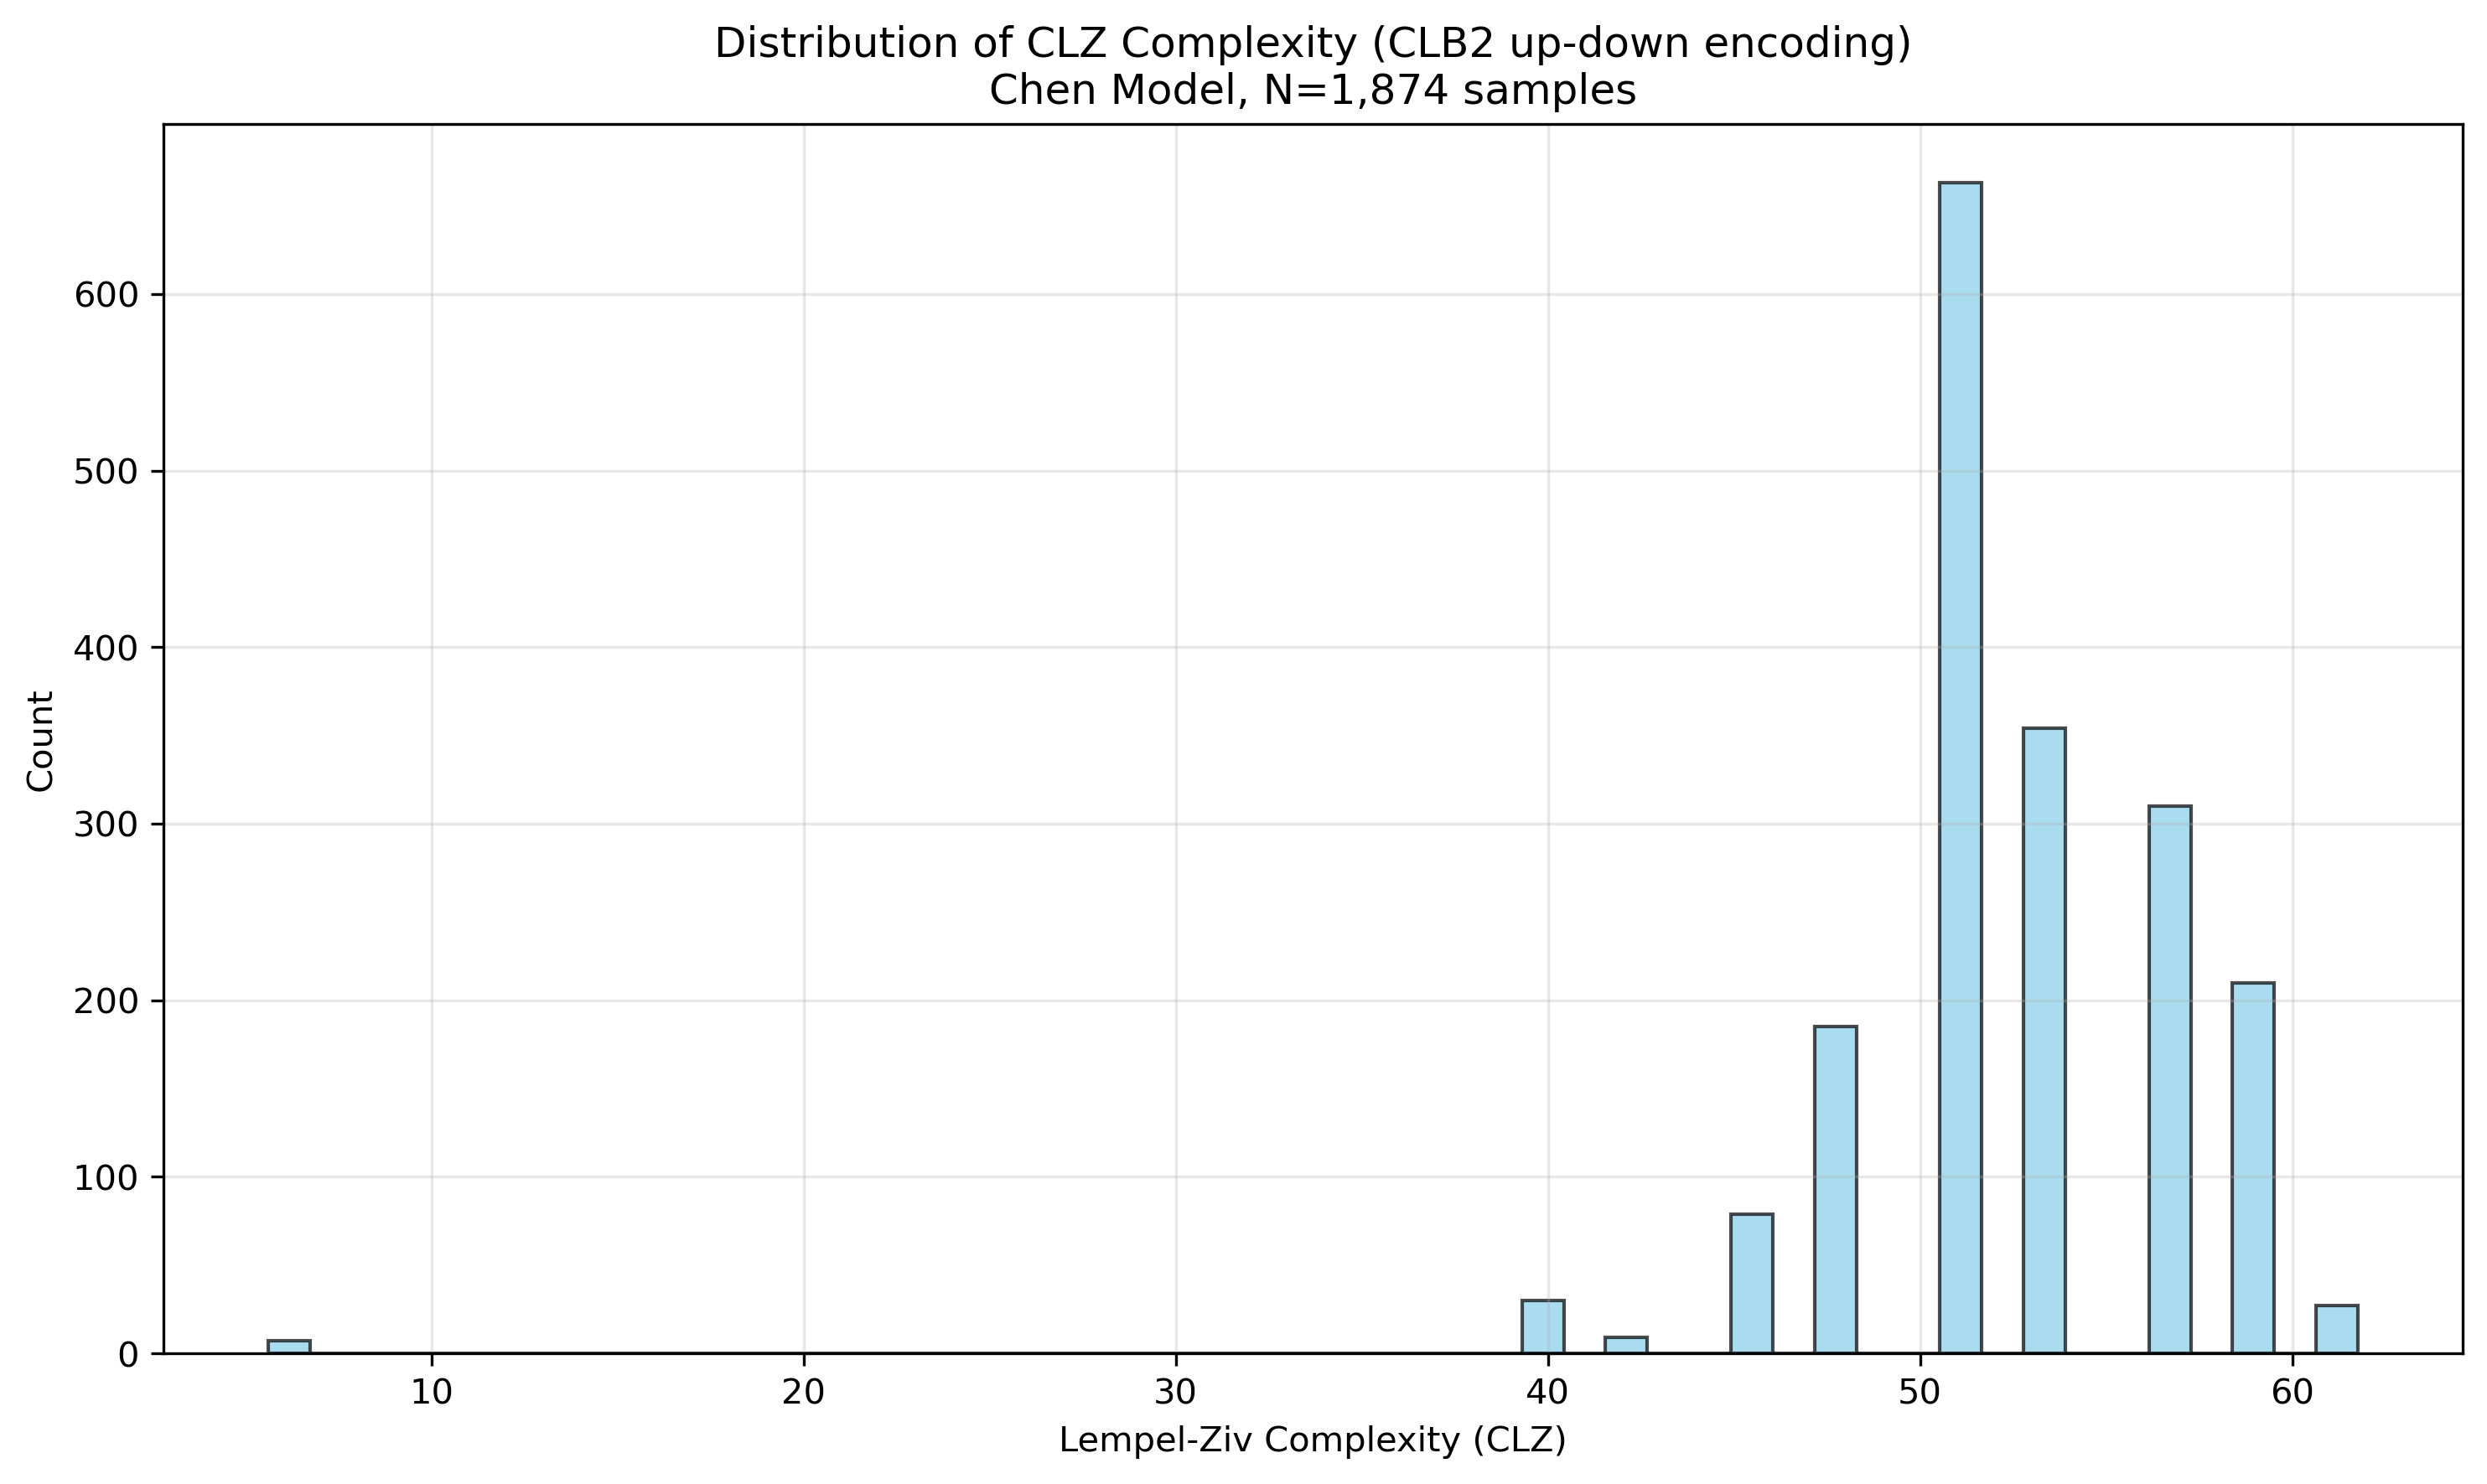 Distribution of CLZ Complexity (CLB2 up-down encoding)
Chen Model, N=1,874 samples
600
500
400
300
200
100
0
Count
10 20 30 40 50 60
Lempel-Ziv Complexity (CLZ)